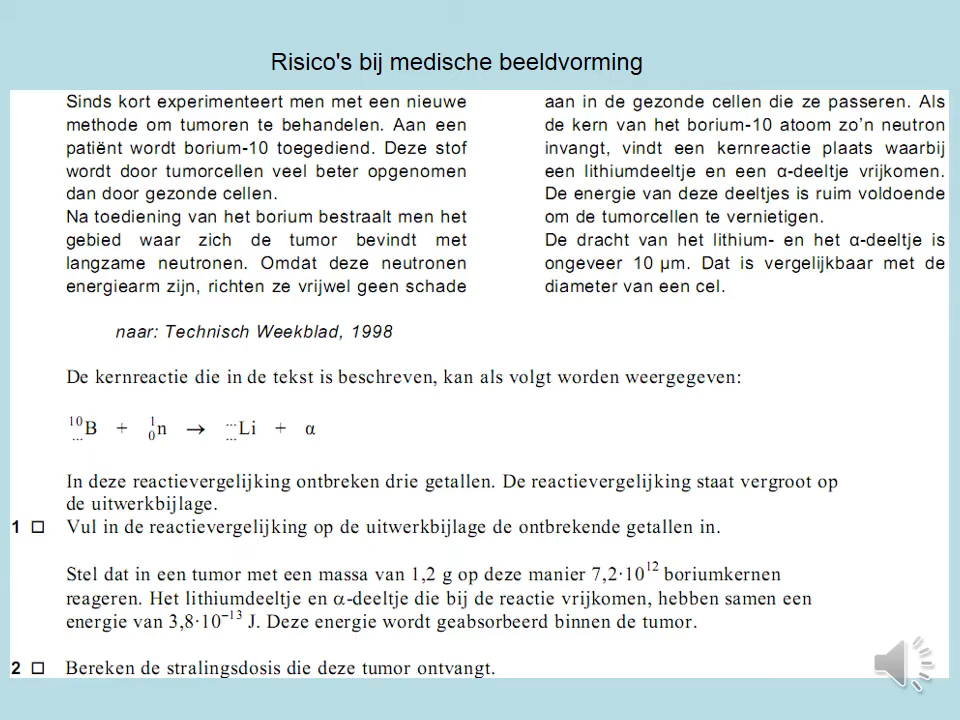 Risico's bij medische beeldvorming
Sinds kort experimenteert men met een nieuwe
methode om tumoren te behandelen. Aan een
patiënt wordt borium-10 toegediend. Deze stof
wordt door tumorcellen veel beter opgenomen
dan door gezonde cellen.
Na toediening van het borium bestraalt men het
gebied waar zich de tumor bevindt met
langzame neutronen. Omdat deze neutronen
energiearm zijn, richten ze vrijwel geen schade
aan in de gezonde cellen die ze passeren. Als
de kern van het borium-10 atoom zo’n neutron
invangt, vindt een kernreactie plaats waarbij
een lithiumdeeltje en een α-deeltje vrijkomen.
De energie van deze deeltjes is ruim voldoende
om de tumorcellen te vernietigen.
De dracht van het lithium- en het α-deeltje is
ongeveer 10 μm. Dat is vergelijkbaar met de
diameter van een cel.
naar: Technisch Weekblad, 1998
De kernreactie die in de tekst is beschreven, kan als volgt worden weergegeven:
¹⁰...B + ¹₀n → ......Li + α
In deze reactievergelijking ontbreken drie getallen. De reactievergelijking staat vergroot op
de uitwerkbijlage.
1 □ Vul in de reactievergelijking op de uitwerkbijlage de ontbrekende getallen in.
Stel dat in een tumor met een massa van 1,2 g op deze manier 7,2·10¹² boriumkernen
reageren. Het lithiumdeeltje en α-deeltje die bij de reactie vrijkomen, hebben samen een
energie van 3,8·10⁻¹³ J. Deze energie wordt geabsorbeerd binnen de tumor.
2 □ Bereken de stralingsdosis die deze tumor ontvangt.